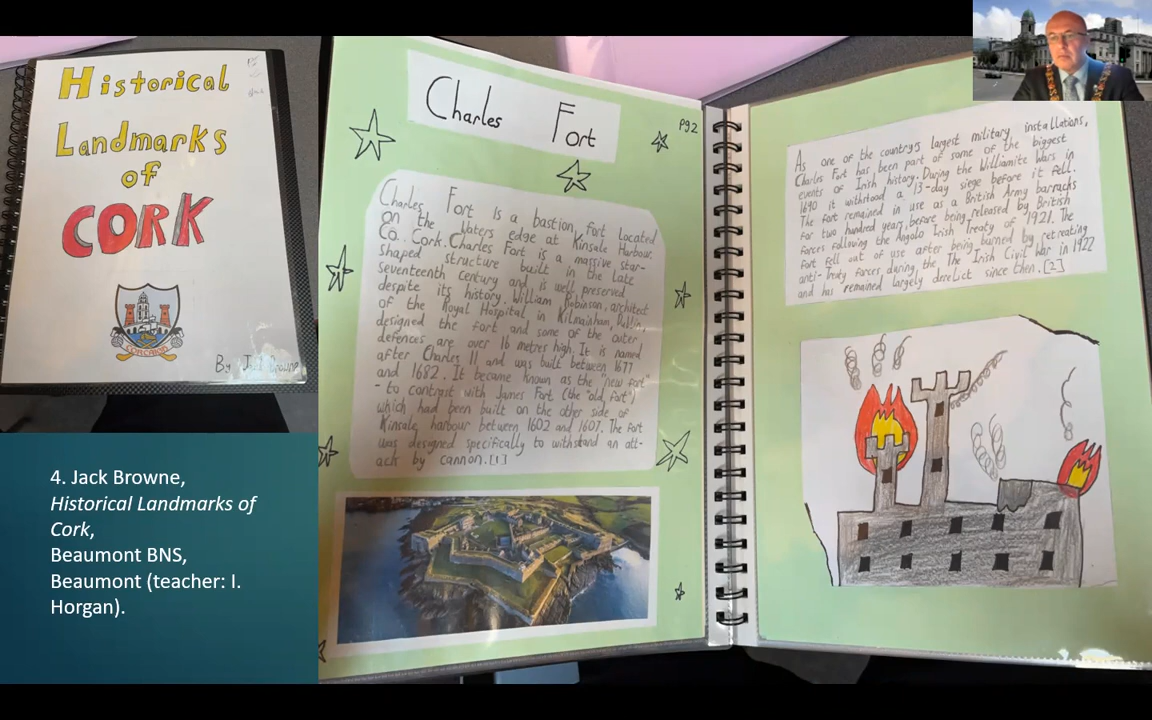 Historical
Landmarks
of
CORK
CORCAGIA
By Jack Browne
4. Jack Browne,
Historical Landmarks of
Cork,
Beaumont BNS,
Beaumont (teacher: I.
Horgan).
Charles Fort
Pg2
Charles Fort is a bastion fort located
on the waters edge at Kinsale Harbour.
Co. Cork. Charles Fort is a massive star-
shaped structure built in the late
seventeenth century and is well preserved
despite its history. William Robinson, architect
of the Royal Hospital in Kilmainham, Dublin,
designed the fort and some of the outer
defences are over 16 metres high. It is named
after Charles II and was built between 1677
and 1682. It became known as the "new fort"
- to contrast with James Fort (the "old fort")
which had been built on the other side of
Kinsale harbour between 1602 and 1607. The fort
was designed specifically to withstand an att-
ack by cannon.[1]
As one of the country's largest military installations,
Charles Fort has been part of some of the biggest
events of Irish history. During the Williamite Wars in
1690 it withstood a 13-day siege before it fell.
The fort remained in use as a British Army barracks
for two hundred years, before being released by British
forces following the Anglo Irish Treaty of 1921. The
fort fell out of use after being burned by retreating
anti-Treaty forces during the The Irish Civil War in 1922
and has remained largely derelict since then.[2]